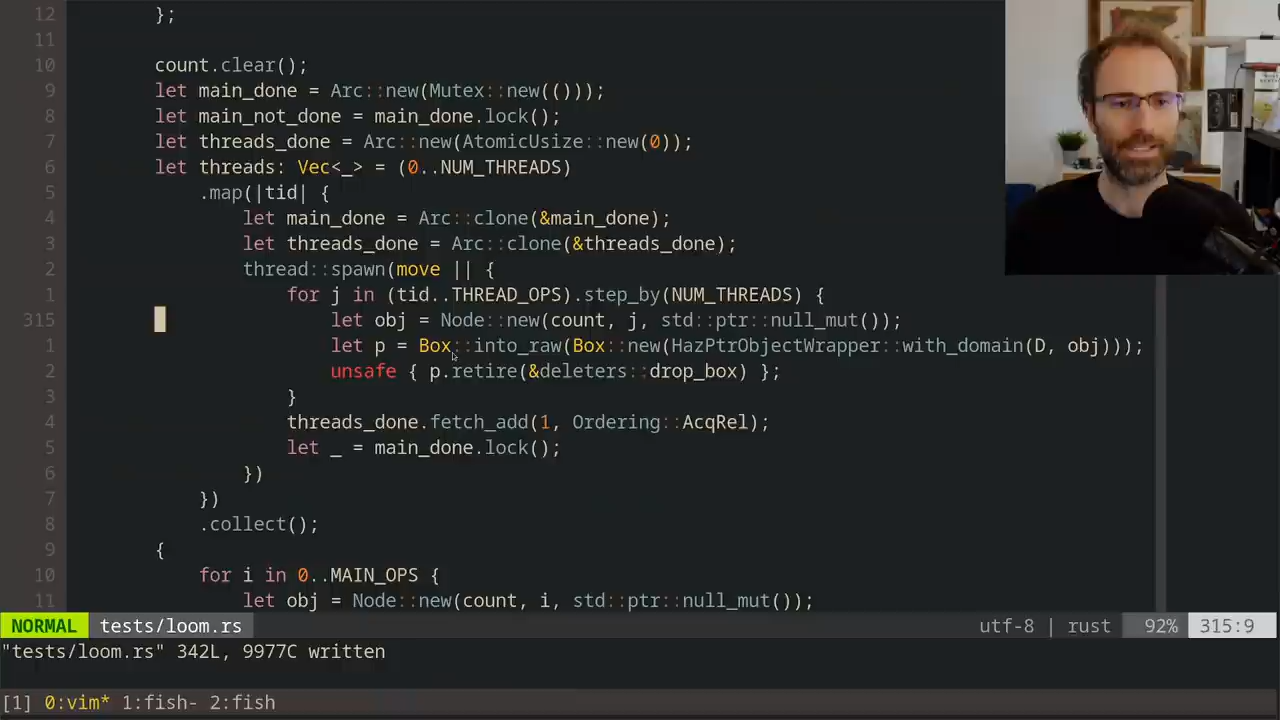 12 };
11
10 count.clear();
9 let main_done = Arc::new(Mutex::new(()));
8 let main_not_done = main_done.lock();
7 let threads_done = Arc::new(AtomicUsize::new(0));
6 let threads: Vec<_> = (0..NUM_THREADS)
5 .map(|tid| {
4 let main_done = Arc::clone(&main_done);
3 let threads_done = Arc::clone(&threads_done);
2 thread::spawn(move || {
1 for j in (tid..THREAD_OPS).step_by(NUM_THREADS) {
315 let obj = Node::new(count, j, std::ptr::null_mut());
1 let p = Box::into_raw(Box::new(HazPtrObjectWrapper::with_domain(D, obj)));
2 unsafe { p.retire(&deleters::drop_box) };
3 }
4 threads_done.fetch_add(1, Ordering::AcqRel);
5 let _ = main_done.lock();
6 })
7 })
8 .collect();
9 {
10 for i in 0..MAIN_OPS {
11 let obj = Node::new(count, i, std::ptr::null_mut());
NORMAL tests/loom.rs utf-8 | rust 92% 315:9
"tests/loom.rs" 342L, 9977C written
[1] 0:vim* 1:fish- 2:fish